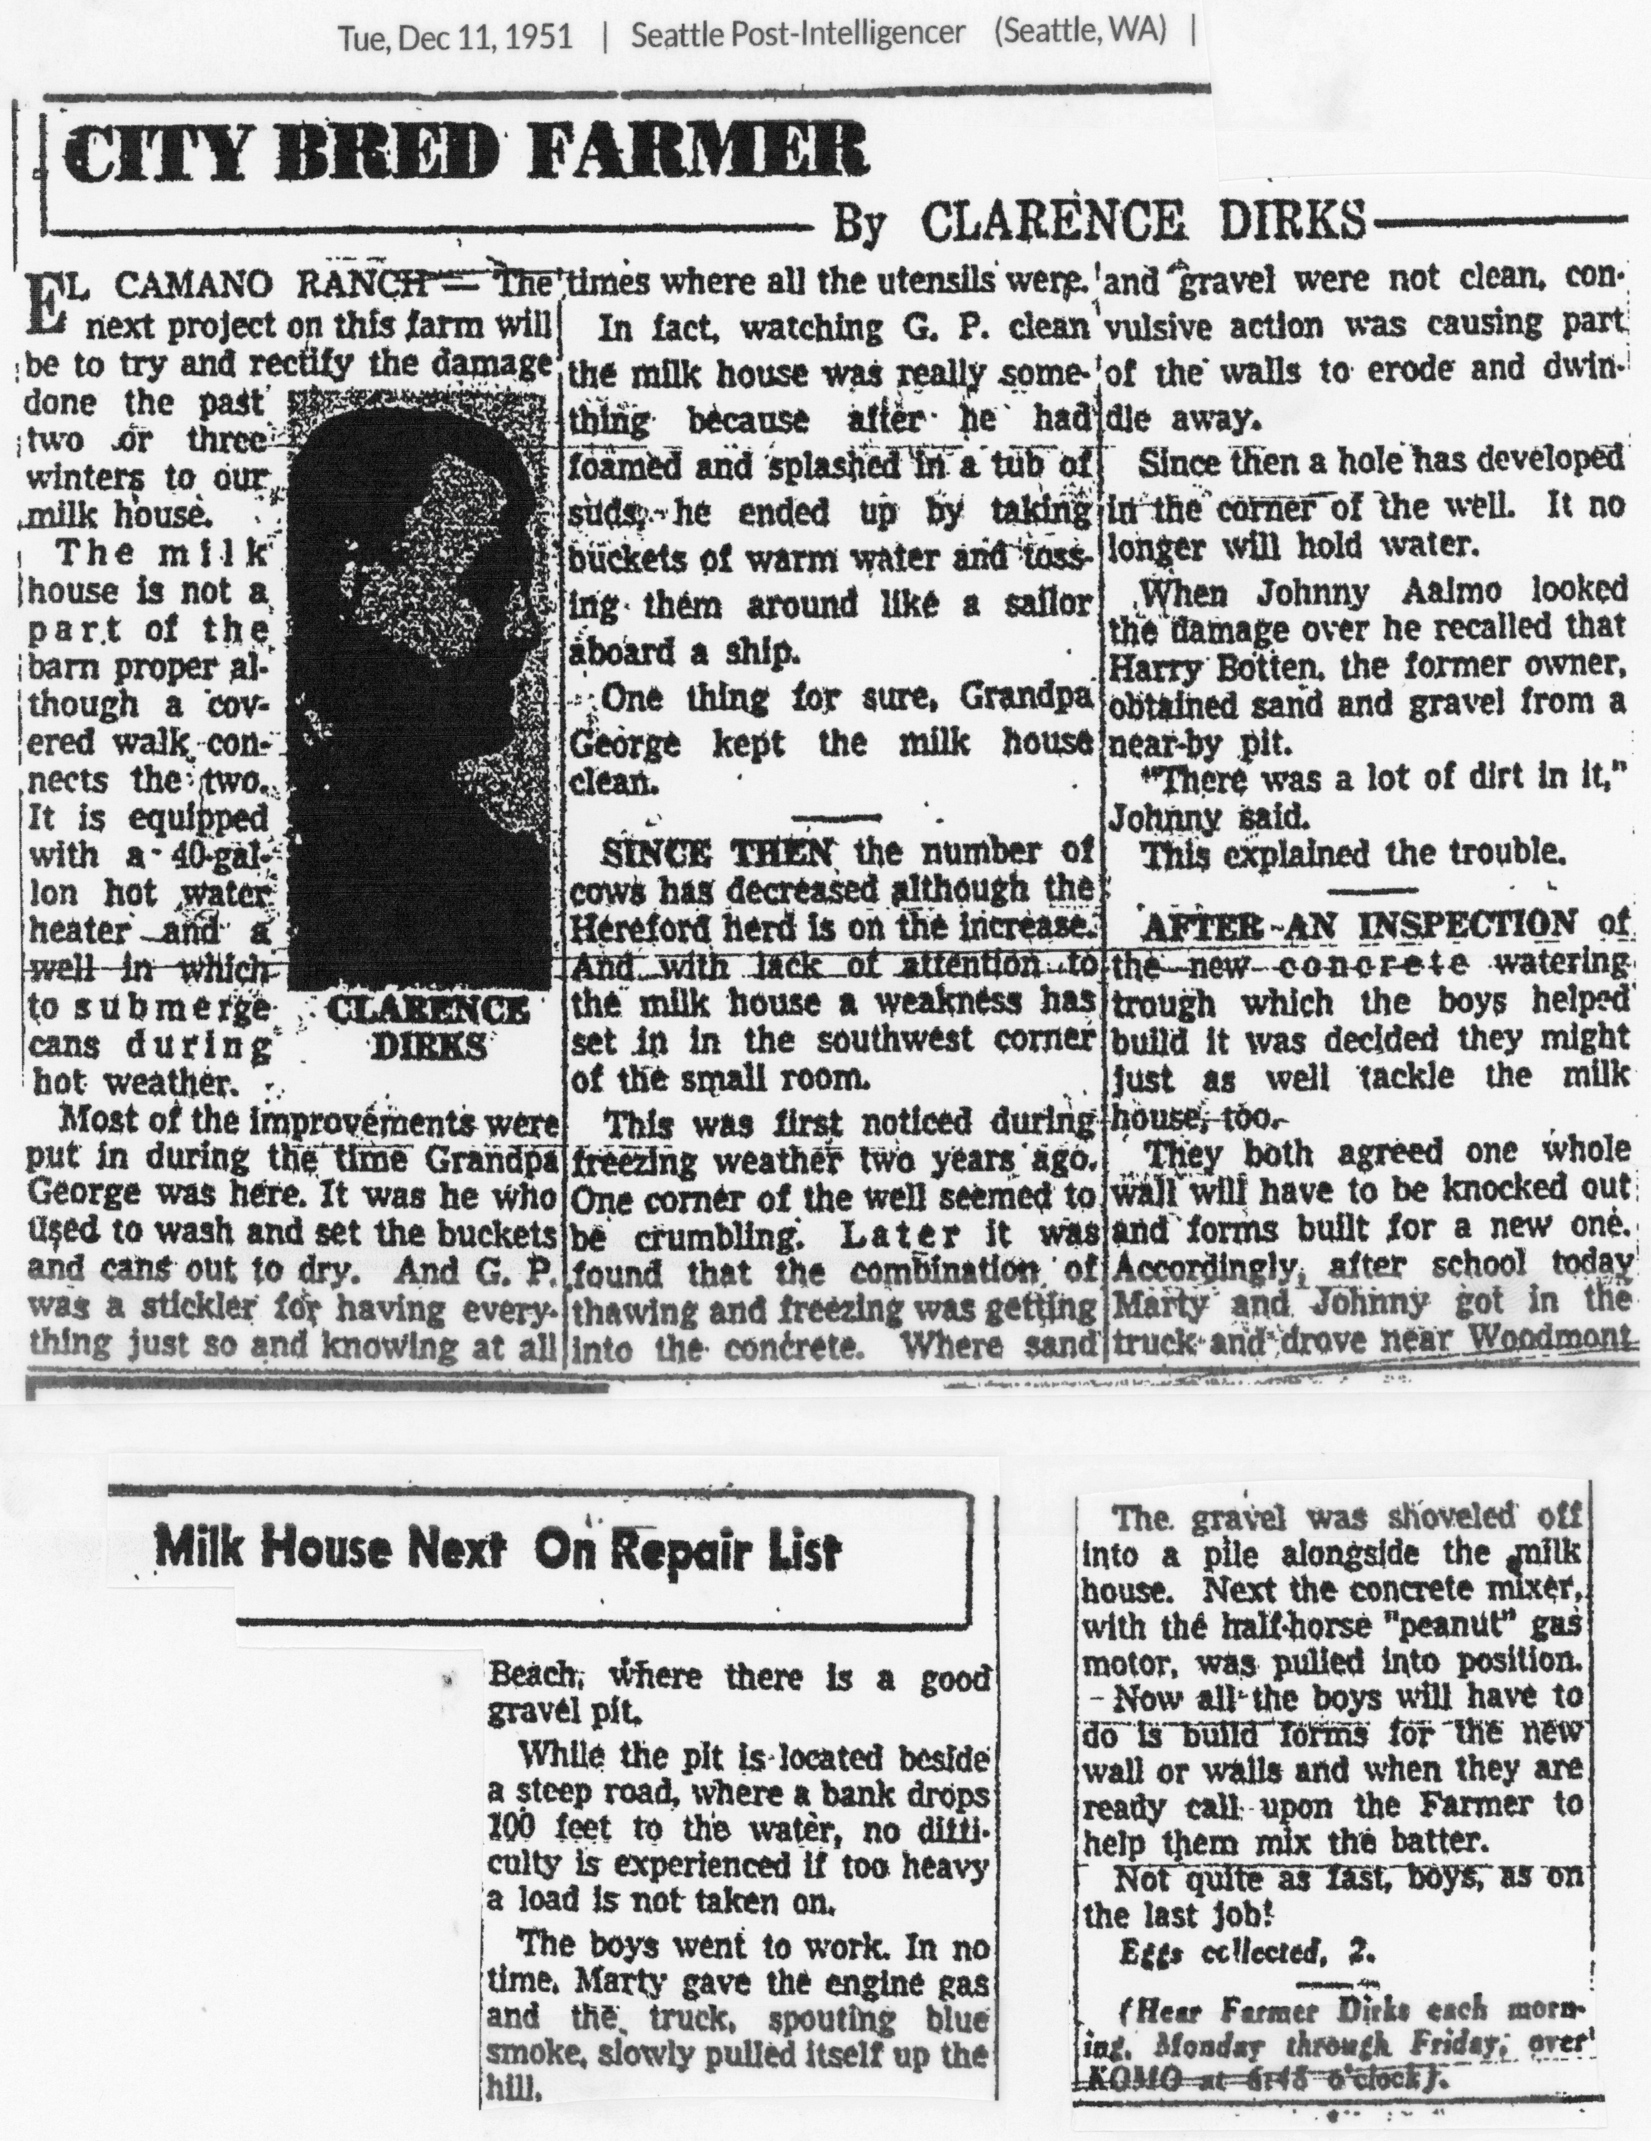 Tue, Dec 11, 1951 | Seattle Post-Intelligencer (Seattle, WA) |
CITY BRED FARMER
By CLARENCE DIRKS
EL CAMANO RANCH — The
next project on this farm will
be to try and rectify the damage
done the past
two or three
winters to our
milk house.
The milk
house is not a
part of the
barn proper al-
though a cov-
ered walk con-
nects the two.
It is equipped
with a 40-gal-
lon hot water
heater and a
well in which
to submerge
cans during
hot weather.
CLARENCE
DIRKS
Most of the improvements were
put in during the time Grandpa
George was here. It was he who
used to wash and set the buckets
and cans out to dry. And G. P.
was a stickler for having every-
thing just so and knowing at all
times where all the utensils were.
In fact, watching G. P. clean
the milk house was really some-
thing because after he had
foamed and splashed in a tub of
suds, he ended up by taking
buckets of warm water and toss-
ing them around like a sailor
aboard a ship.
One thing for sure, Grandpa
George kept the milk house
clean.
SINCE THEN the number of
cows has decreased although the
Hereford herd is on the increase.
And with lack of attention to
the milk house a weakness has
set in in the southwest corner
of the small room.
This was first noticed during
freezing weather two years ago.
One corner of the well seemed to
be crumbling. Later it was
found that the combination of
thawing and freezing was getting
into the concrete. Where sand
and gravel were not clean, con-
vulsive action was causing part
of the walls to erode and dwin-
dle away.
Since then a hole has developed
in the corner of the well. It no
longer will hold water.
When Johnny Aalmo looked
the damage over he recalled that
Harry Botten, the former owner,
obtained sand and gravel from a
near-by pit.
"There was a lot of dirt in it,"
Johnny said.
This explained the trouble.
AFTER AN INSPECTION of
the new concrete watering
trough which the boys helped
build it was decided they might
just as well tackle the milk
house, too.
They both agreed one whole
wall will have to be knocked out
and forms built for a new one.
Accordingly, after school today
Marty and Johnny got in the
truck and drove near Woodmont
Milk House Next On Repair List
Beach, where there is a good
gravel pit.
While the pit is located beside
a steep road, where a bank drops
100 feet to the water, no diffi-
culty is experienced if too heavy
a load is not taken on.
The boys went to work. In no
time, Marty gave the engine gas
and the truck, spouting blue
smoke, slowly pulled itself up the
hill.
The gravel was shoveled off
into a pile alongside the milk
house. Next the concrete mixer,
with the half-horse "peanut" gas
motor, was pulled into position.
Now all the boys will have to
do is build forms for the new
wall or walls and when they are
ready call upon the Farmer to
help them mix the batter.
Not quite as fast, boys, as on
the last job!
Eggs collected, 2.
(Hear Farmer Dirks each morn-
ing, Monday through Friday, over
KOMO at 6:45 o'clock).